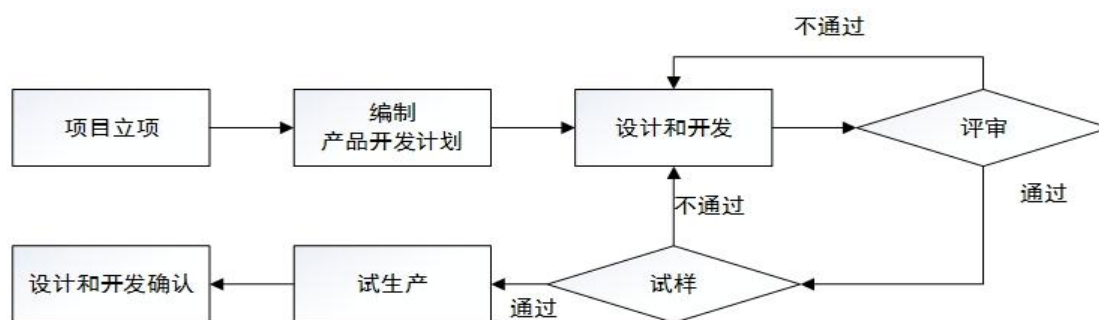 不通过
项目立项
编制
产品开发计划
设计和开发
评审
通过
不通过
设计和开发确认
试生产
通过
试样